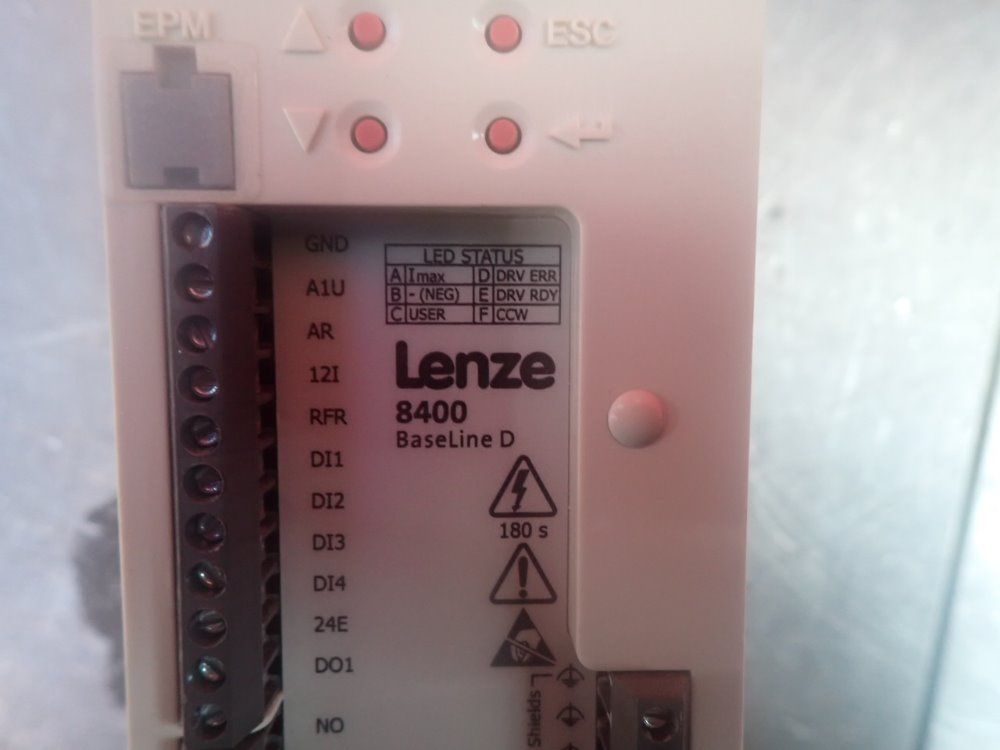 EPM
ESC
GND
A1U
AR
12I
RFR
DI1
DI2
DI3
DI4
24E
DO1
NO
LED STATUS
A Imax D DRV ERR
B - (NEG) E DRV RDY
C USER F CCW
Lenze
8400
BaseLine D
180 s
Shields